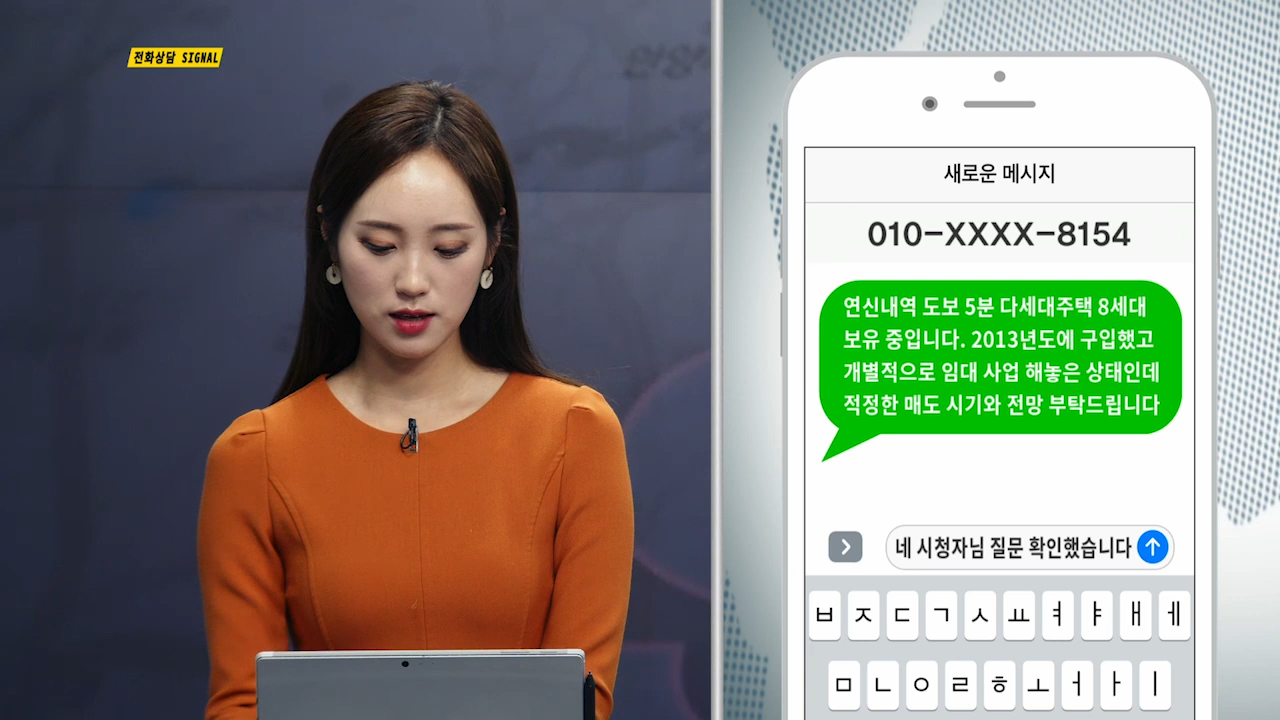 전화상담 SIGNAL
새로운 메시지
010-XXXX-8154
연신내역 도보 5분 다세대주택 8세대
보유 중입니다. 2013년도에 구입했고
개별적으로 임대 사업 해놓은 상태인데
적정한 매도 시기와 전망 부탁드립니다
네 시청자님 질문 확인했습니다
ㅂ ㅈ ㄷ ㄱ ㅅ ㅛ ㅕ ㅑ ㅐ ㅔ
ㅁ ㄴ ㅇ ㄹ ㅎ ㅗ ㅓ ㅏ ㅣ